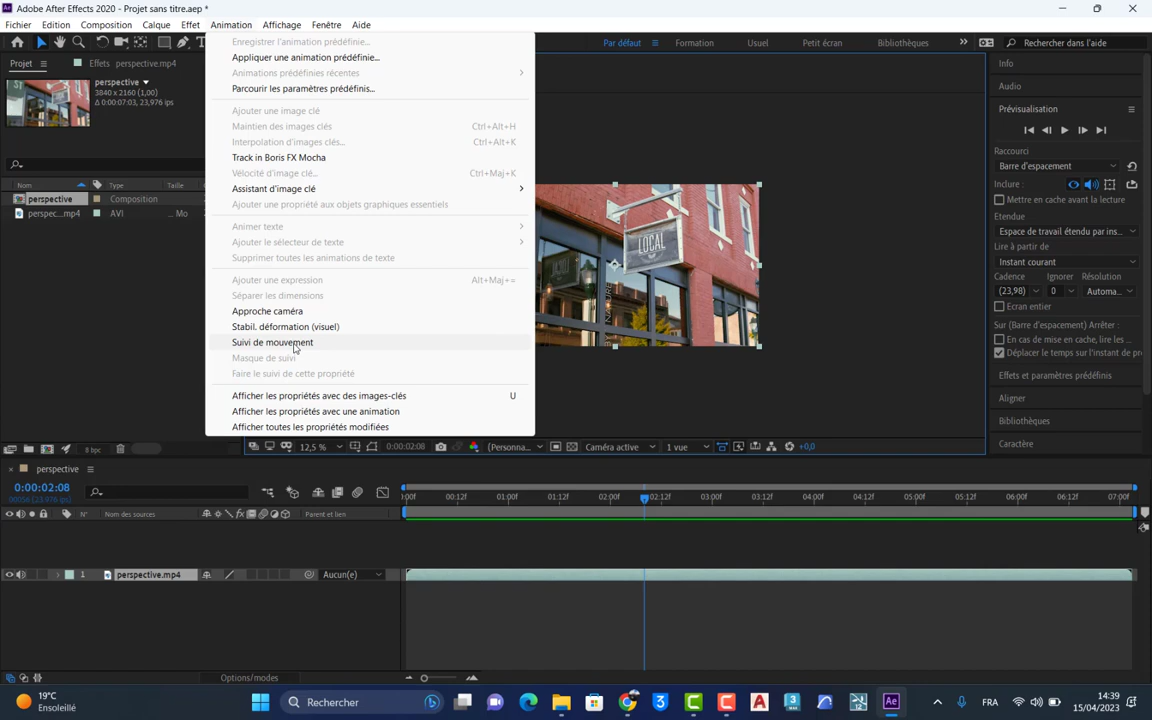 Adobe After Effects 2020 - Projet sans titre.aep *
Fichier Edition Composition Calque Effet Animation Affichage Fenêtre Aide
Par défaut Formation Usuel Petit écran Bibliothèques Rechercher dans l'aide
Projet Effets perspective.mp4
perspective
3840 x 2160 (1,00)
Δ 0:00:07:03, 23,976 ips
Nom Type Taille
perspective Composition
perspec...mp4 AVI ... Mo
8 bpc
Enregistrer l'animation prédéfinie...
Appliquer une animation prédéfinie...
Animations prédéfinies récentes
Parcourir les paramètres prédéfinis...
Ajouter une image clé
Maintien des images clés Ctrl+Alt+H
Interpolation d'images clés... Ctrl+Alt+K
Track in Boris FX Mocha
Vélocité d'image clé... Ctrl+Maj+K
Assistant d'image clé
Ajouter une propriété aux objets graphiques essentiels
Animer texte
Ajouter le sélecteur de texte
Supprimer toutes les animations de texte
Ajouter une expression Alt+Maj+=
Séparer les dimensions
Approche caméra
Stabil. déformation (visuel)
Suivi de mouvement
Masque de suivi
Faire le suivi de cette propriété
Afficher les propriétés avec des images-clés U
Afficher les propriétés avec une animation
Afficher toutes les propriétés modifiées
LOCAL
BY NATURE
12,5 % 0:00:02:08 (Personna... Caméra active 1 vue +0,0
Info
Audio
Prévisualisation
Raccourci
Barre d'espacement
Inclure :
Mettre en cache avant la lecture
Etendue
Espace de travail étendu par ins...
Lire à partir de
Instant courant
Cadence Ignorer Résolution
(23,98) 0 Automa...
Ecran entier
Sur (Barre d'espacement) Arrêter :
En cas de mise en cache, lire les ...
Déplacer le temps sur l'instant de pr
Effets et paramètres prédéfinis
Aligner
Bibliothèques
Caractère
perspective
0:00:02:08
00056 (23.976 ips)
N° Nom des sources Parent et lien
00f 00:12f 01:00f 01:12f 02:00f 02:12f 03:00f 03:12f 04:00f 04:12f 05:00f 05:12f 06:00f 06:12f 07:00f
1 perspective.mp4 Aucun(e)
Options/modes
19°C
Ensoleillé
Rechercher
FRA
14:39
15/04/2023